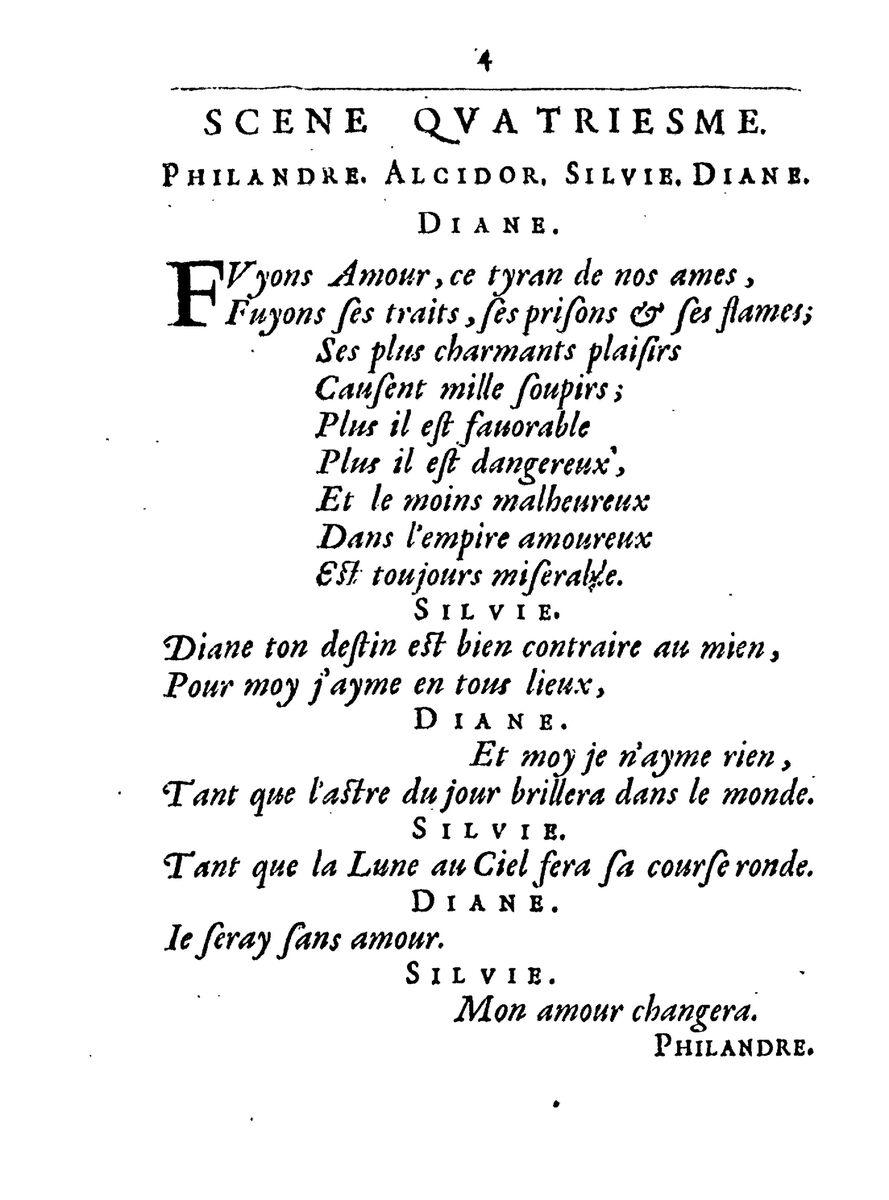 4
SCENE QVATRIESME.
PHILANDRE. ALCIDOR, SILVIE, DIANE.
DIANE.
FVyons Amour, ce tyran de nos ames,
Fuyons ſes traits, ſes priſons & ſes flames;
Ses plus charmants plaiſirs
Cauſent mille ſoupirs;
Plus il eſt fauorable
Plus il eſt dangereux,
Et le moins malheureux
Dans l'empire amoureux
Eſt toujours miſerable.
SILVIE.
Diane ton deſtin eſt bien contraire au mien,
Pour moy j'ayme en tous lieux,
DIANE.
Et moy je n'ayme rien,
Tant que l'aſtre du jour brillera dans le monde.
SILVIE.
Tant que la Lune au Ciel fera ſa courſe ronde.
DIANE.
Ie ſeray ſans amour.
SILVIE.
Mon amour changera.
PHILANDRE.